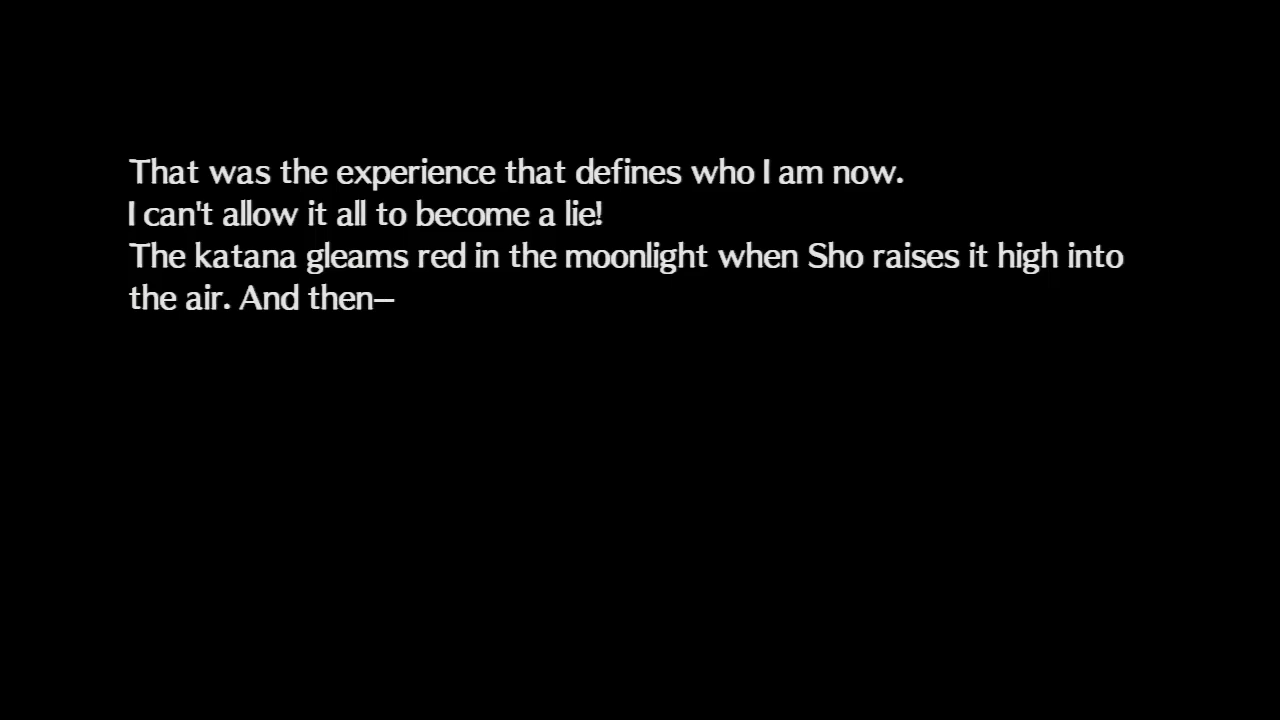 That was the experience that defines who I am now.
I can't allow it all to become a lie!
The katana gleams red in the moonlight when Sho raises it high into
the air. And then—